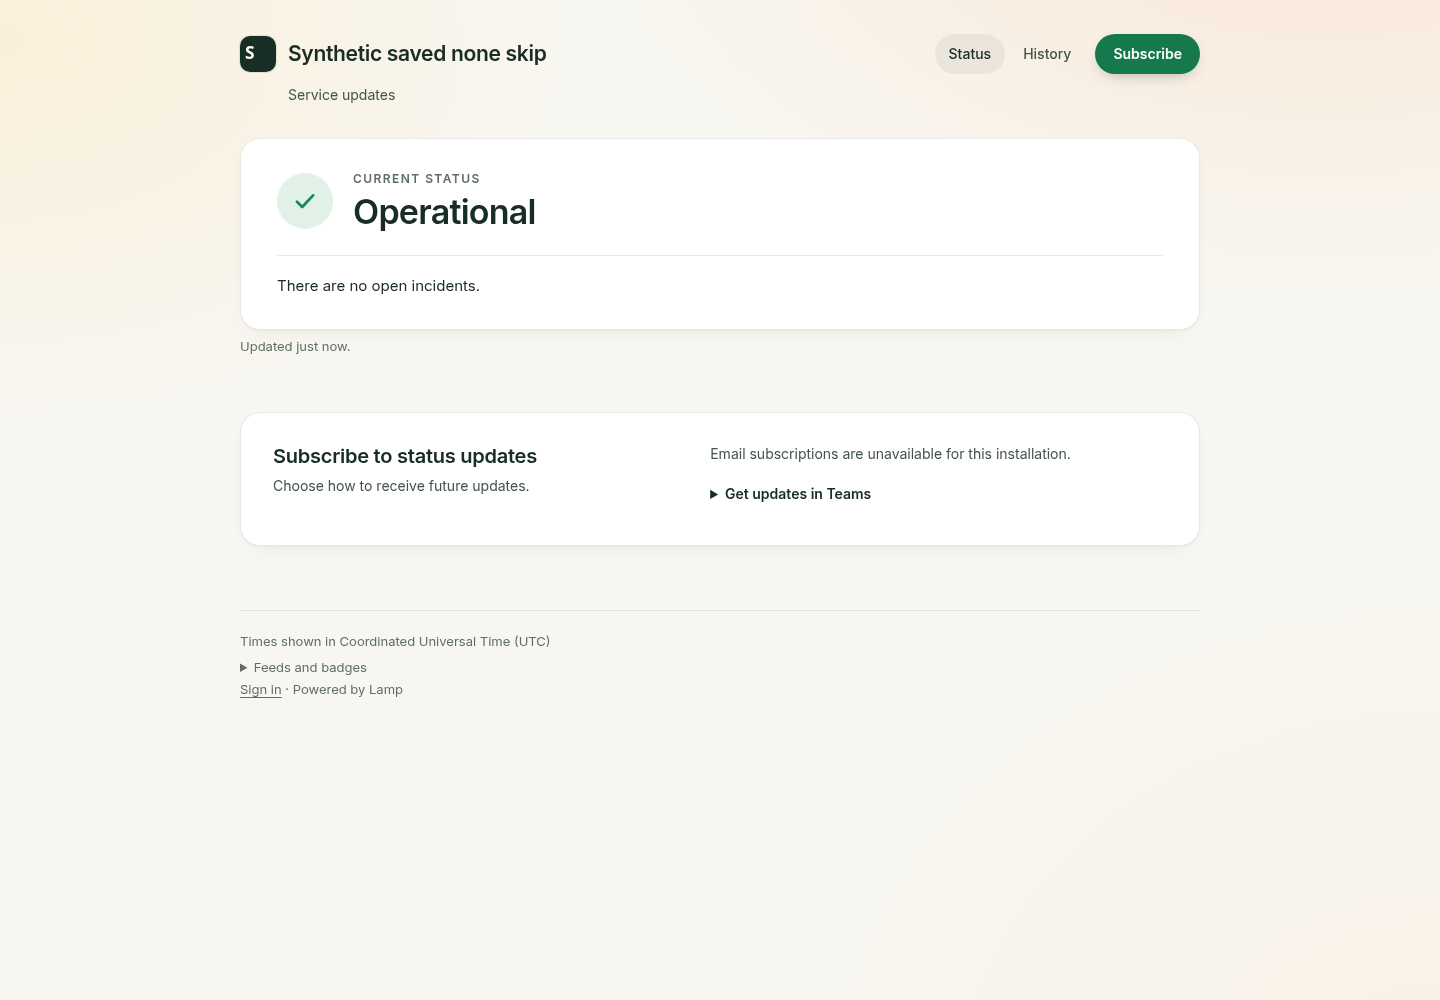 S
Synthetic saved none skip
Status
History
Subscribe
Service updates
CURRENT STATUS
Operational
There are no open incidents.
Updated just now.
Subscribe to status updates
Choose how to receive future updates.
Email subscriptions are unavailable for this installation.
Get updates in Teams
Times shown in Coordinated Universal Time (UTC)
Feeds and badges
Sign in · Powered by Lamp